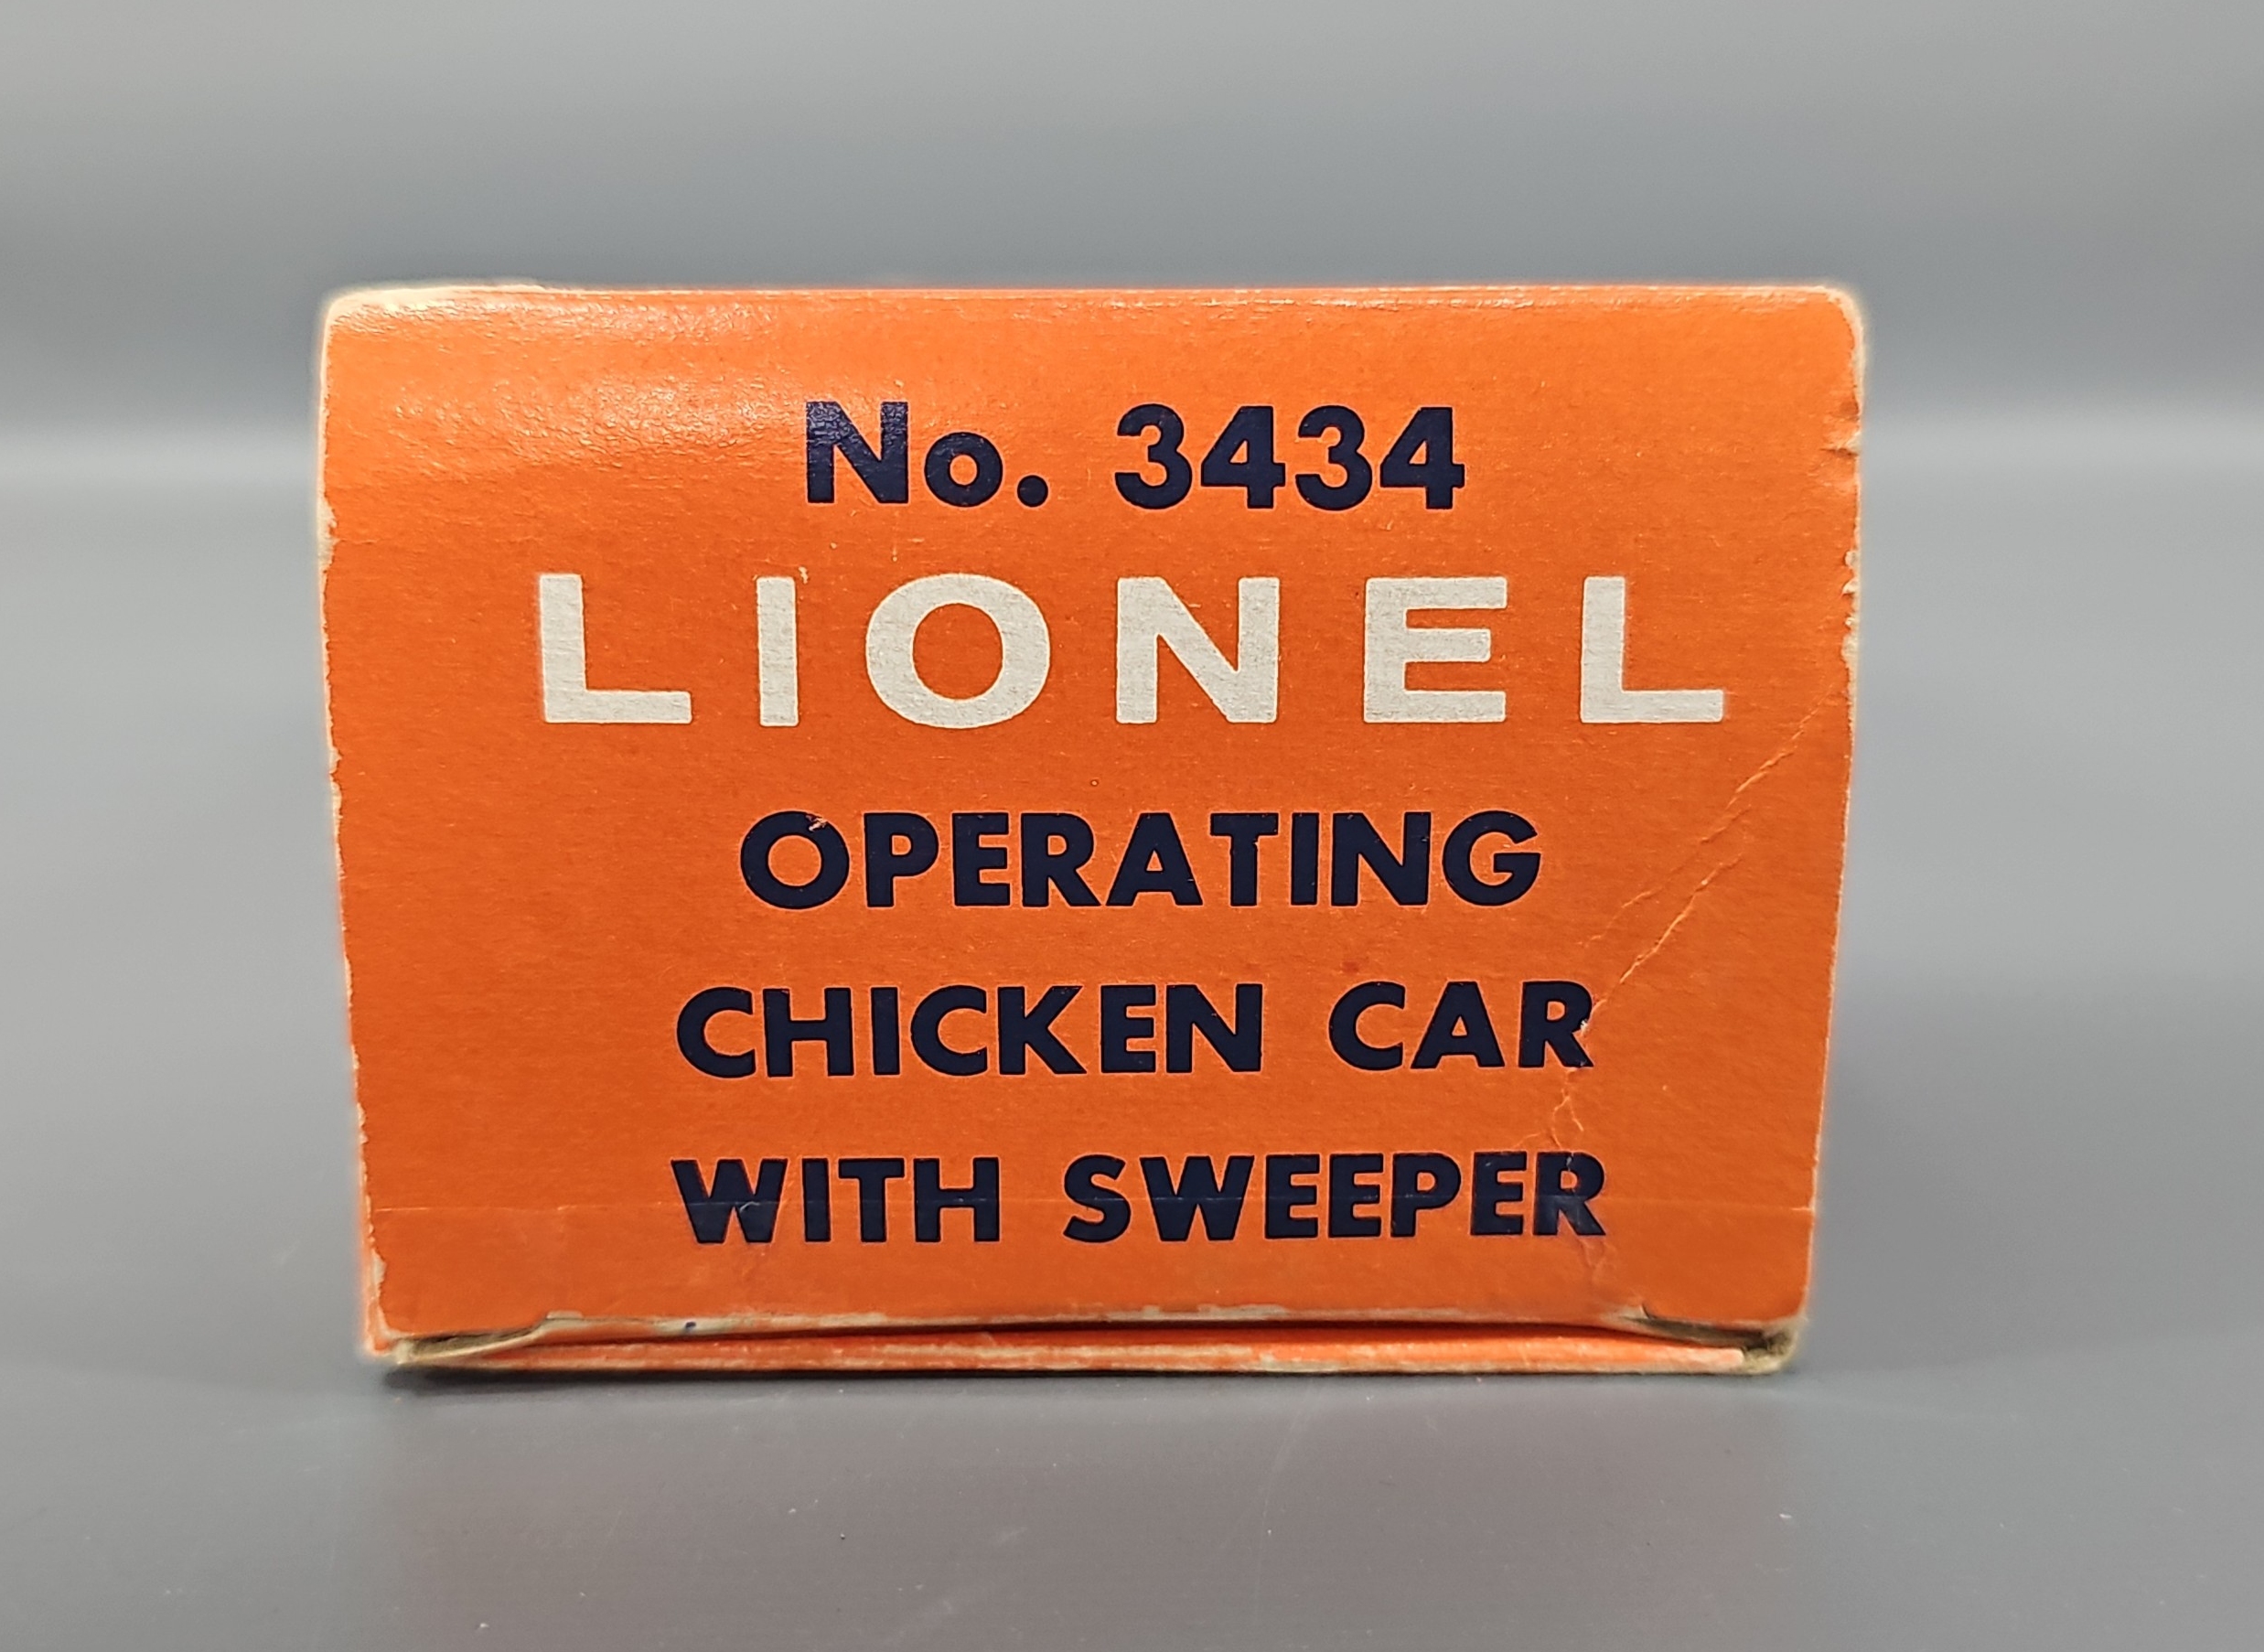 No. 3434
LIONEL
OPERATING
CHICKEN CAR
WITH SWEEPER